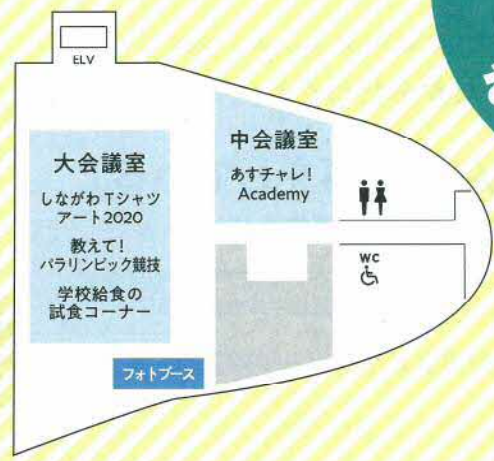 ELV
大会議室
しながわTシャツ
アート2020
教えて!
パラリンピック競技
学校給食の
試食コーナー
中会議室
あすチャレ!
Academy
WC
フォトブース